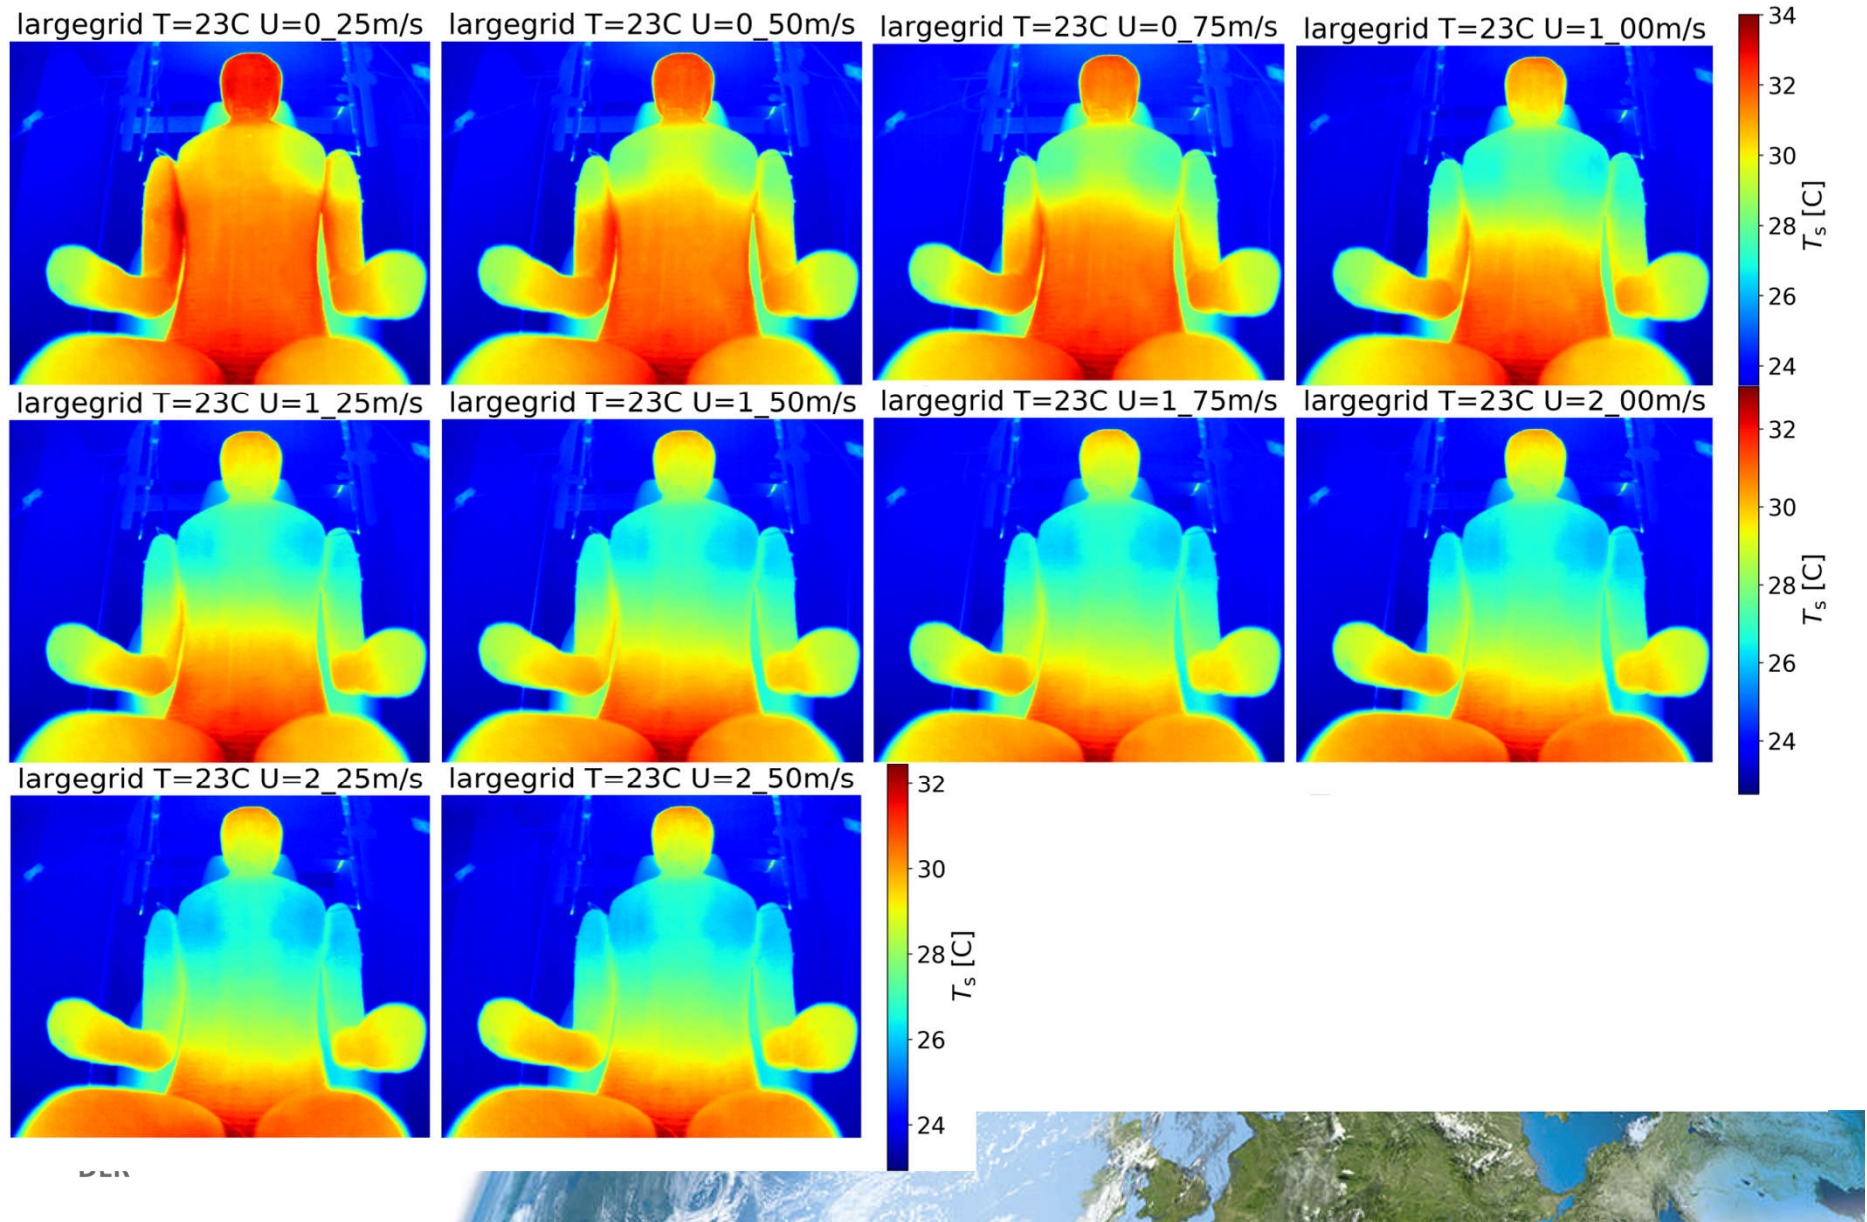 largegrid T=23C U=0_25m/s
largegrid T=23C U=0_50m/s
largegrid T=23C U=0_75m/s
largegrid T=23C U=1_00m/s
34
32
30
28
26
24
Ts [C]
largegrid T=23C U=1_25m/s
largegrid T=23C U=1_50m/s
largegrid T=23C U=1_75m/s
largegrid T=23C U=2_00m/s
32
30
28
26
24
Ts [C]
largegrid T=23C U=2_25m/s
largegrid T=23C U=2_50m/s
32
30
28
26
24
Ts [C]